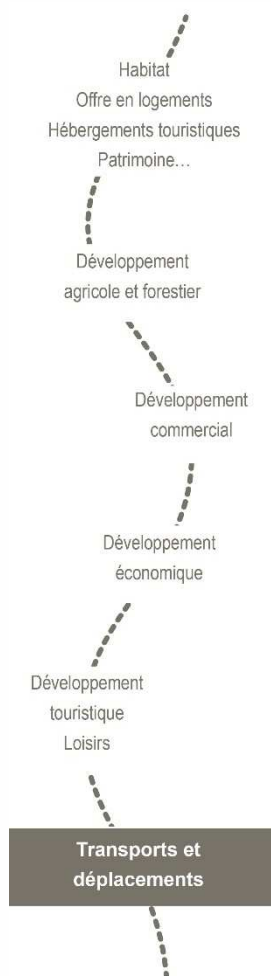 Habitat
Offre en logements
Hébergements touristiques
Patrimoine…
Développement
agricole et forestier
Développement
commercial
Développement
économique
Développement
touristique
Loisirs
Transports et
déplacements